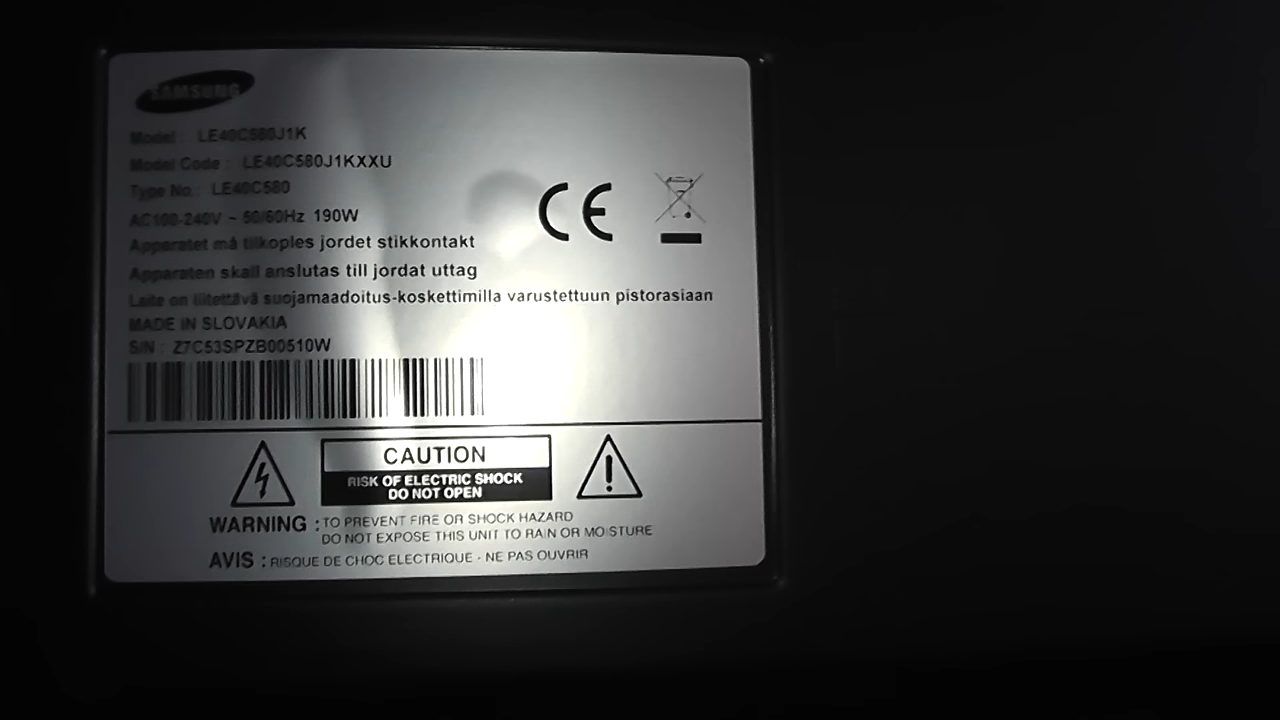 SAMSUNG
Model : LE40C580J1K
Model Code : LE40C580J1KXXU
Type No. : LE40C580
AC100-240V ~ 50/60Hz 190W
Apparatet må tilkoples jordet stikkontakt
Apparaten skall anslutas till jordat uttag
Laite on liitettävä suojamaadoitus-koskettimilla varustettuun pistorasiaan
MADE IN SLOVAKIA
S/N : Z7C53SPZB00510W
CE
CAUTION
RISK OF ELECTRIC SHOCK
DO NOT OPEN
WARNING : TO PREVENT FIRE OR SHOCK HAZARD
DO NOT EXPOSE THIS UNIT TO RAIN OR MOISTURE
AVIS : RISQUE DE CHOC ELECTRIQUE - NE PAS OUVRIR